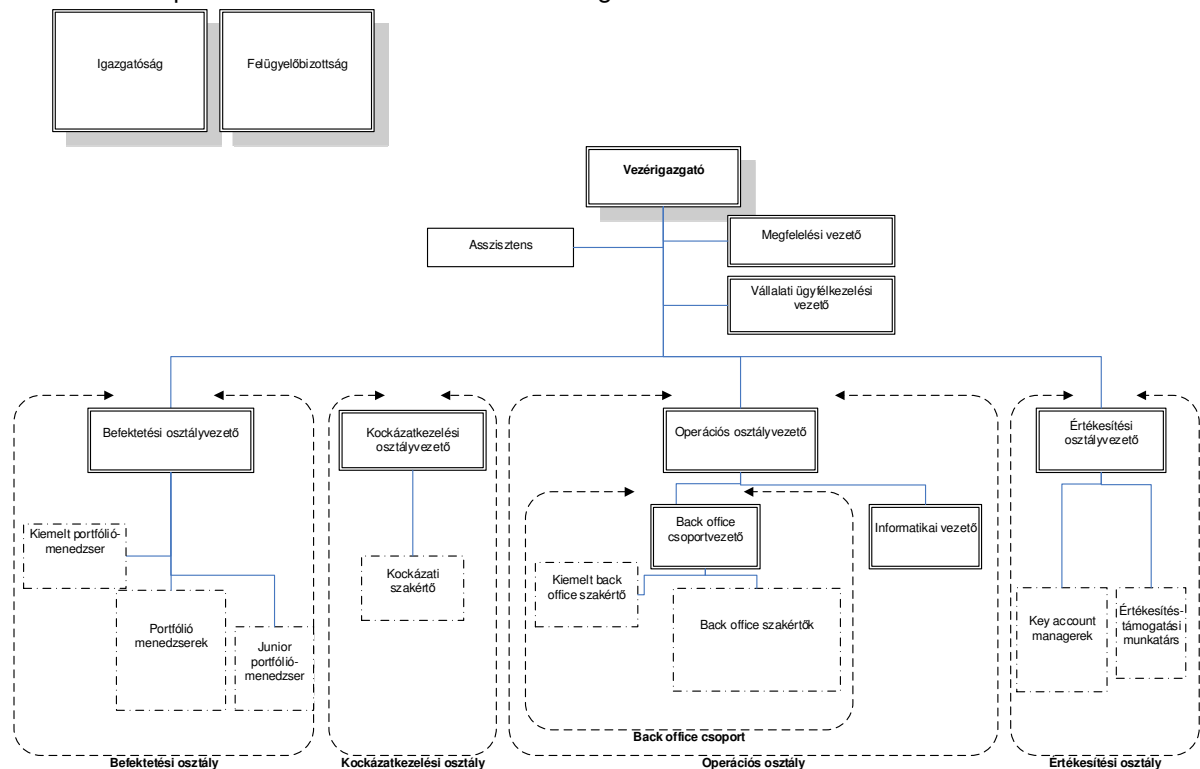 Igazgatóság
Felügyelőbizottság
Vezérigazgató
Asszisztens
Megfelelési vezető
Vállalati ügyfélkezelési
vezető
Befektetési osztályvezető
Kockázatkezelési
osztályvezető
Operációs osztályvezető
Értékesítési
osztályvezető
Kiemelt portfólió-
menedzser
Portfólió
menedzserek
Junior
portfólió-
menedzser
Kockázati
szakértő
Back office
csoportvezető
Informatikai vezető
Kiemelt back
office szakértő
Back office szakértők
Key account
managerek
Értékesítés-
támogatási
munkatárs
Back office csoport
Befektetési osztály
Kockázatkezelési osztály
Operációs osztály
Értékesítési osztály